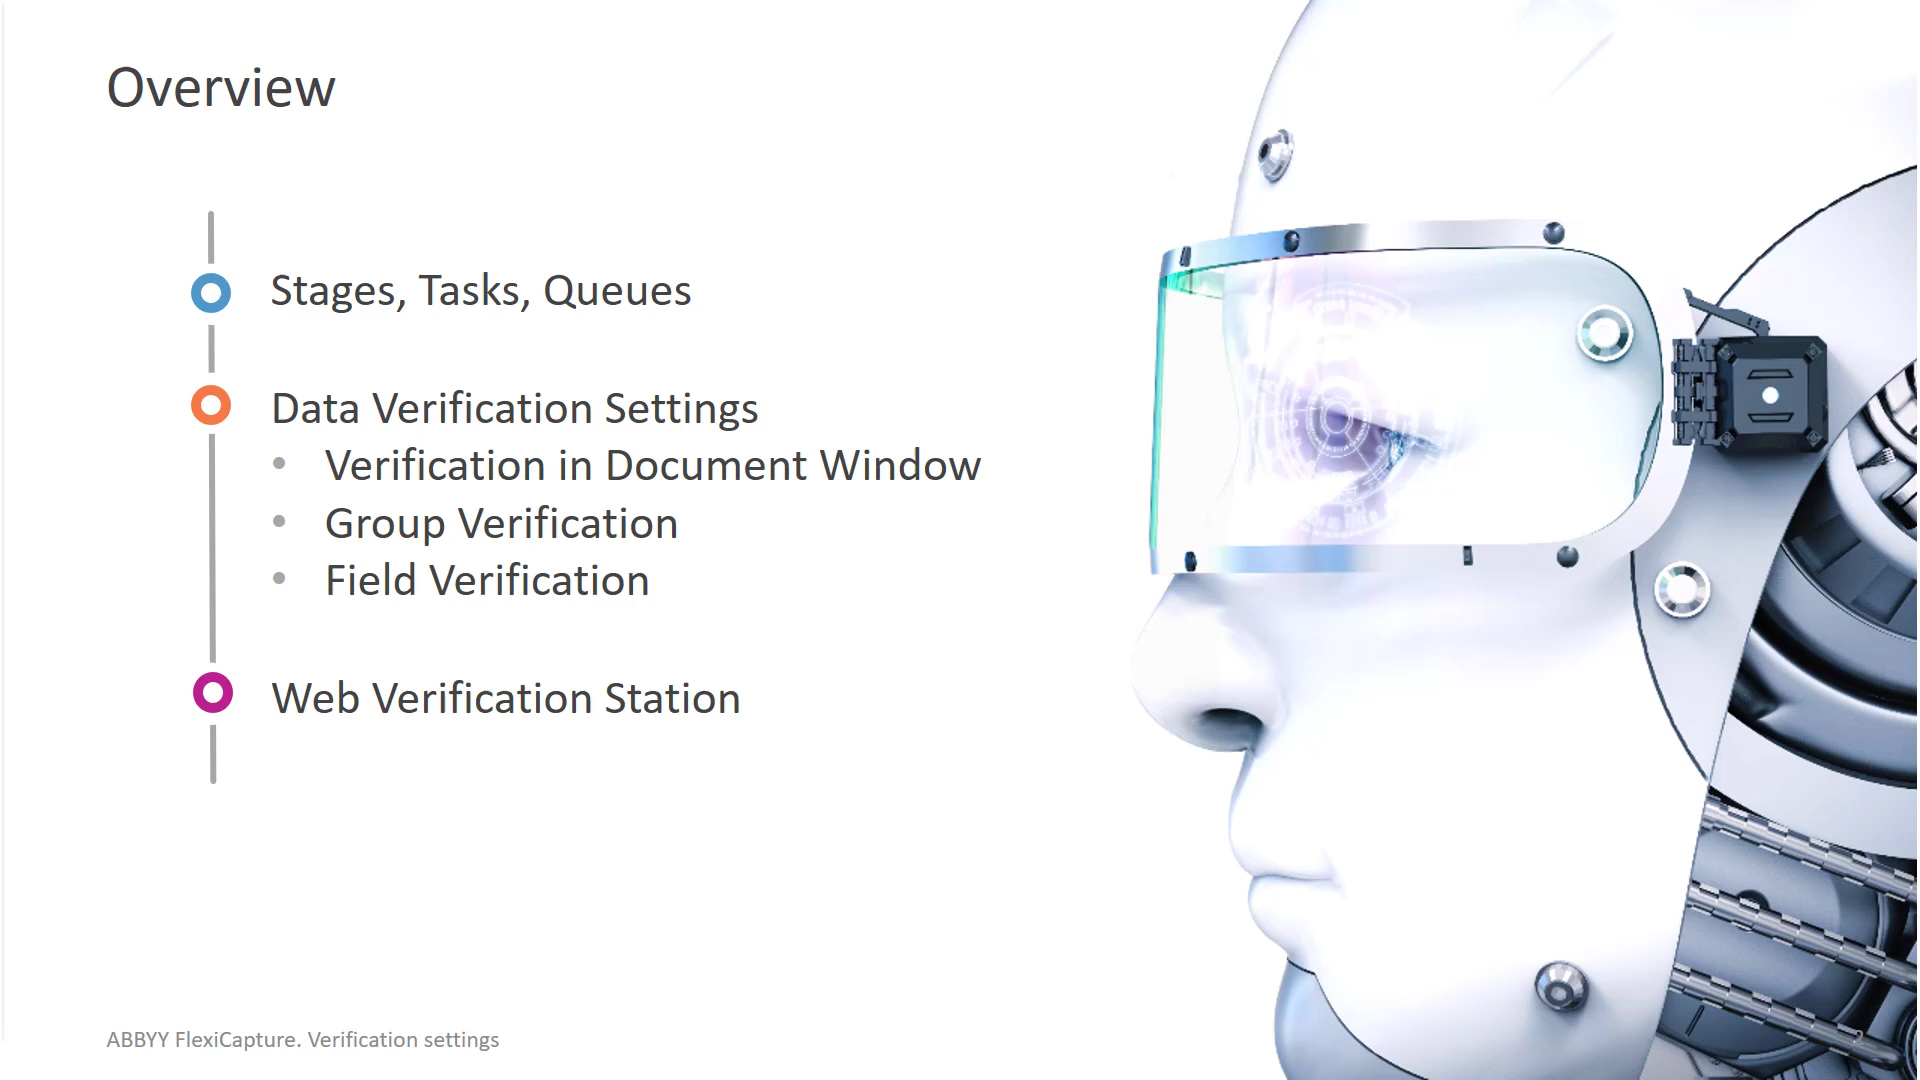 Overview
Stages, Tasks, Queues
Data Verification Settings
• Verification in Document Window
• Group Verification
• Field Verification
Web Verification Station
ABBYY FlexiCapture. Verification settings